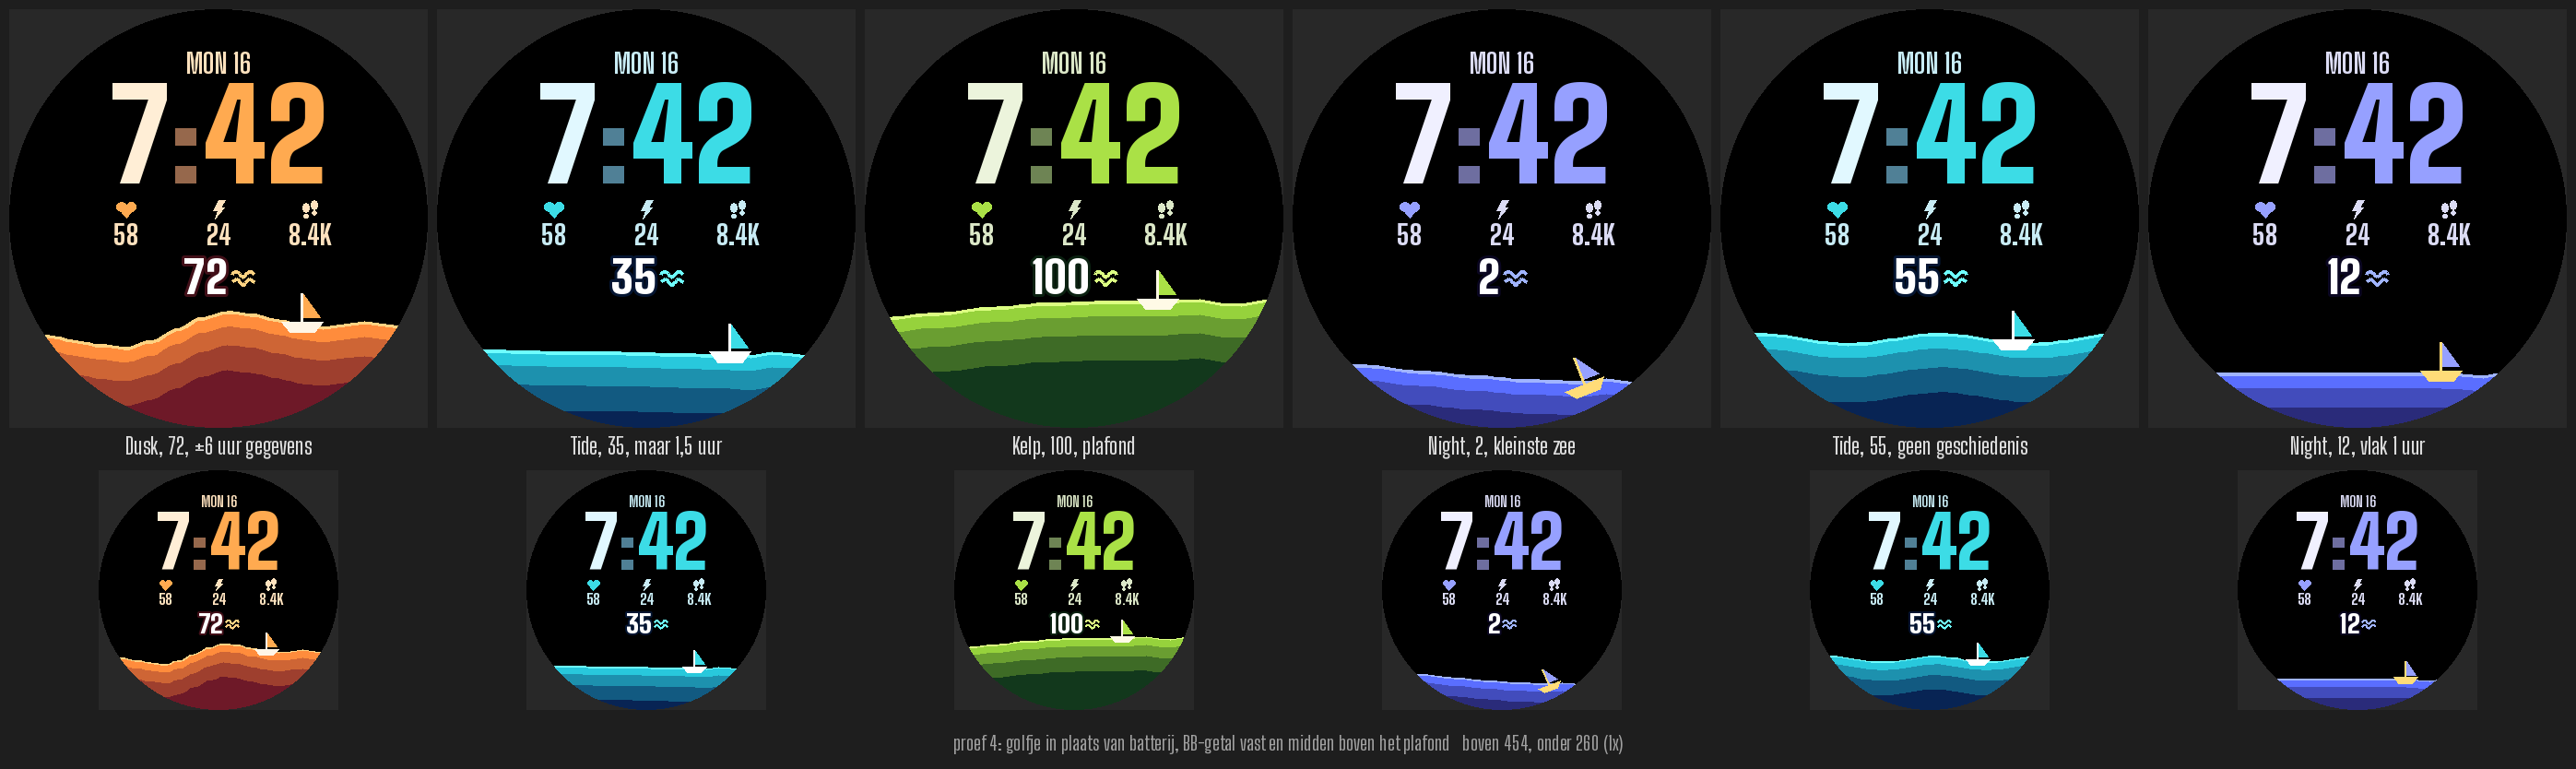 MON 16
7:42
58 24 8.4K
72
MON 16
7:42
58 24 8.4K
35
MON 16
7:42
58 24 8.4K
100
MON 16
7:42
58 24 8.4K
2
MON 16
7:42
58 24 8.4K
55
MON 16
7:42
58 24 8.4K
12
Dusk, 72, ±6 uur gegevens
Tide, 35, maar 1,5 uur
Kelp, 100, plafond
Night, 2, kleinste zee
Tide, 55, geen geschiedenis
Night, 12, vlak 1 uur
MON 16
7:42
58 24 8.4K
72
MON 16
7:42
58 24 8.4K
35
MON 16
7:42
58 24 8.4K
100
MON 16
7:42
58 24 8.4K
2
MON 16
7:42
58 24 8.4K
55
MON 16
7:42
58 24 8.4K
12
proef 4: golfje in plaats van batterij, BB-getal vast en midden boven het plafond boven 454, onder 260 (1x)